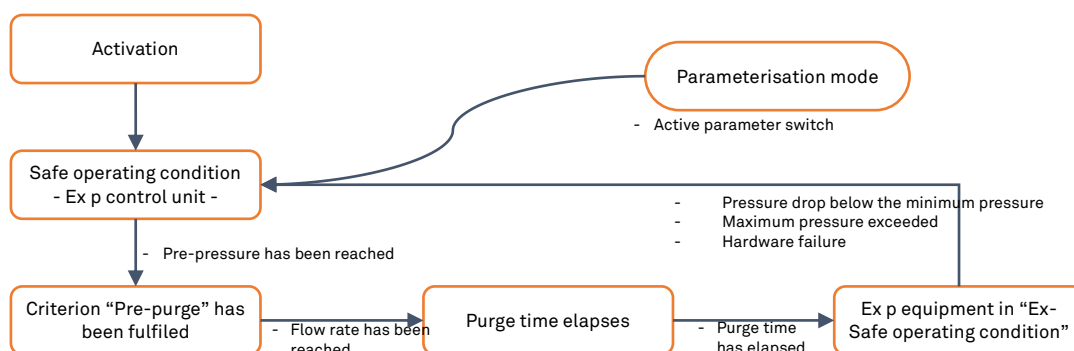 Activation
Parameterisation mode
- Active parameter switch
Safe operating condition
- Ex p control unit -
- Pressure drop below the minimum pressure
- Maximum pressure exceeded
- Hardware failure
- Pre-pressure has been reached
Criterion “Pre-purge” has
been fulfiled
- Flow rate has been
reached
Purge time elapses
- Purge time
has elapsed
Ex p equipment in “Ex-
Safe operating condition”